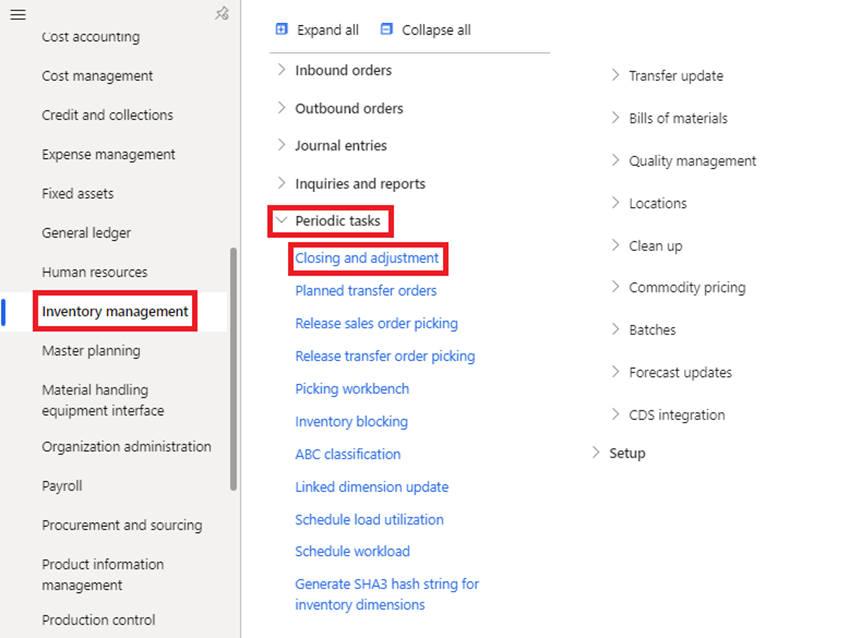 Cost accounting
Cost management
Credit and collections
Expense management
Fixed assets
General ledger
Human resources
Inventory management
Master planning
Material handling
equipment interface
Organization administration
Payroll
Procurement and sourcing
Product information
management
Production control
Expand all
Collapse all
Inbound orders
Outbound orders
Journal entries
Inquiries and reports
Periodic tasks
Closing and adjustment
Planned transfer orders
Release sales order picking
Release transfer order picking
Picking workbench
Inventory blocking
ABC classification
Linked dimension update
Schedule load utilization
Schedule workload
Generate SHA3 hash string for
inventory dimensions
Transfer update
Bills of materials
Quality management
Locations
Clean up
Commodity pricing
Batches
Forecast updates
CDS integration
Setup